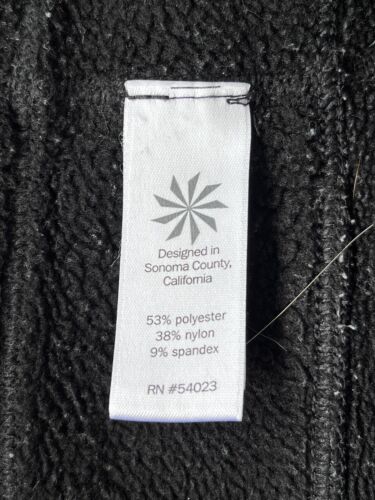 Designed in
Sonoma County,
California
53% polyester
38% nylon
9% spandex
RN #54023